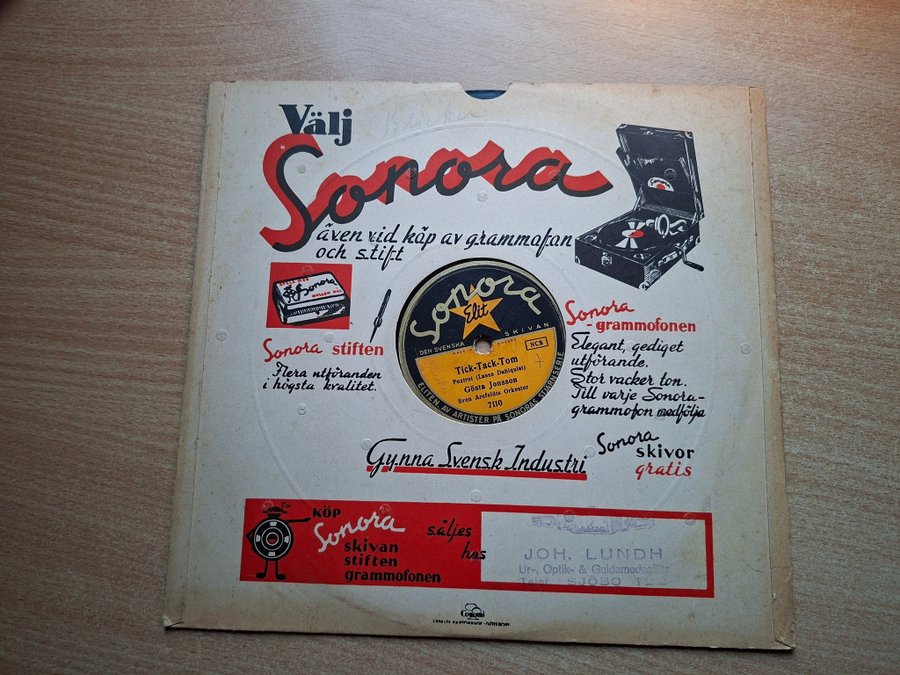 Välj
Sonora
även vid köp av grammofon
och stift
Sonora
Sonora stiften
Flera utföranden
i högsta kvalitet.
Sonora
Elit
DEN SVENSKA SKIVAN
NCB
Tick-Tack-Tom
Foxtrot (Lasse Dahlquist)
Gösta Jonsson
Sven Arefeldts Orkester
7110
ELITEN AV ARTISTER PÅ SONORAS STJÄRNSERIE
Sonora
-grammofonen
Elegant, gediget
utförande.
Stor vacker ton.
Till varje Sonora-
grammofon medfölja
Sonora
skivor
gratis
Gynna Svensk Industri
KÖP
Sonora
skivan
stiften
grammofonen
säljes
hos
JOH. LUNDH
Ur-, Optik- & Guldsmedsaffär
Telef. SJÖBO